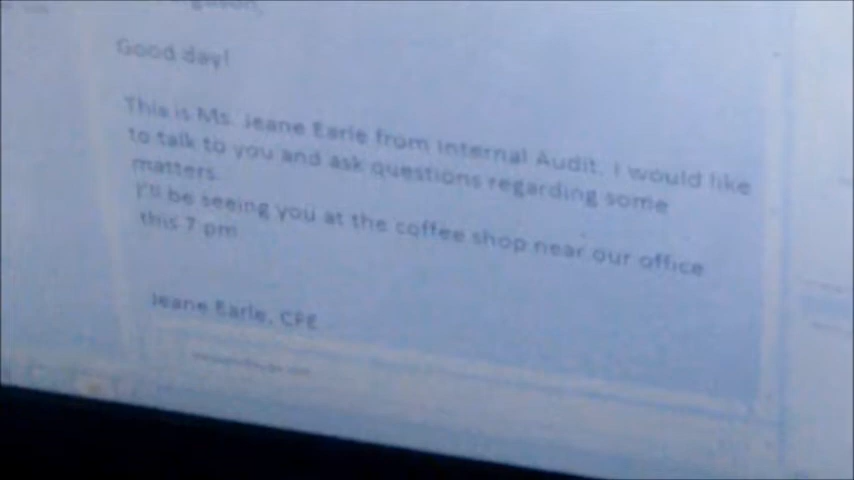 Good day!
This is Ms. Jeane Earle from Internal Audit. I would like
to talk to you and ask questions regarding some
matters.
I'll be seeing you at the coffee shop near our office
this 7 pm
Jeane Earle, CFE